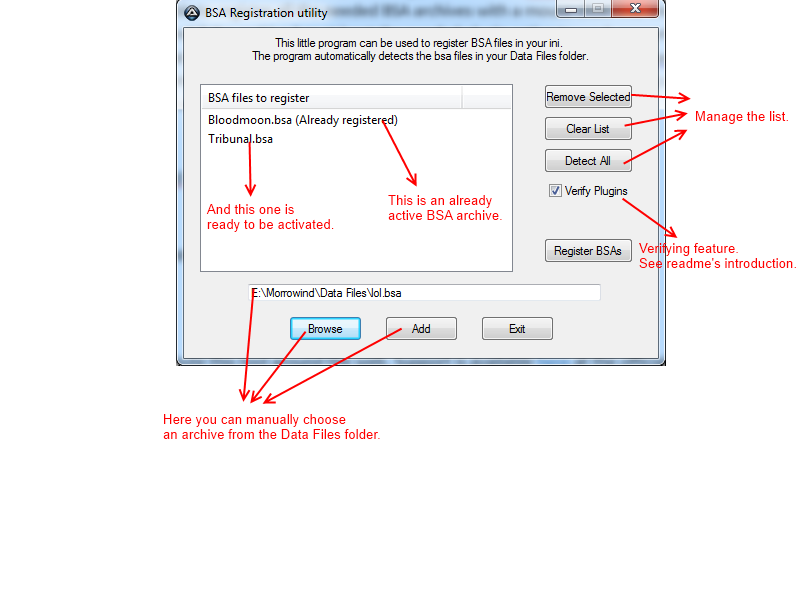 BSA Registration utility
This little program can be used to register BSA files in your ini.
The program automatically detects the bsa files in your Data Files folder.
BSA files to register
Bloodmoon.bsa (Already registered)
Tribunal.bsa
And this one is
ready to be activated.
This is an already
active BSA archive.
Remove Selected
Clear List
Detect All
Manage the list.
Verify Plugins
Register BSAs
Verifying feature.
See readme's introduction.
E:\Morrowind\Data Files\lol.bsa
Browse
Add
Exit
Here you can manually choose
an archive from the Data Files folder.